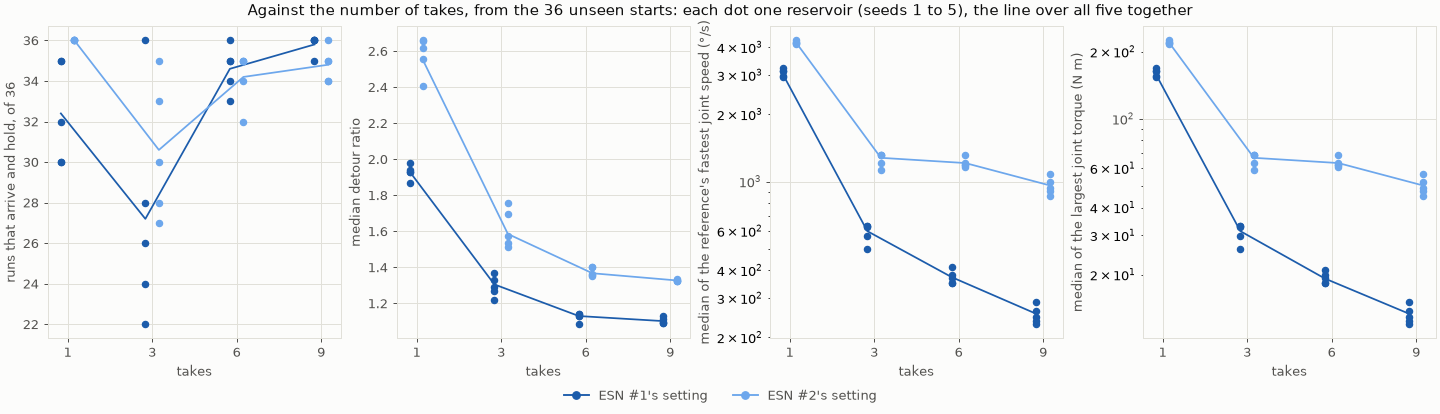 Against the number of takes, from the 36 unseen starts: each dot one reservoir (seeds 1 to 5), the line over all five together
runs that arrive and hold, of 36
36
34
32
30
28
26
24
22
1 3 6 9
takes
median detour ratio
2.6
2.4
2.2
2.0
1.8
1.6
1.4
1.2
1 3 6 9
takes
median of the reference's fastest joint speed (°/s)
4 × 10³
3 × 10³
2 × 10³
10³
6 × 10²
4 × 10²
3 × 10²
2 × 10²
1 3 6 9
takes
median of the largest joint torque (N m)
2 × 10²
10²
6 × 10¹
4 × 10¹
3 × 10¹
2 × 10¹
1 3 6 9
takes
ESN #1's setting ESN #2's setting